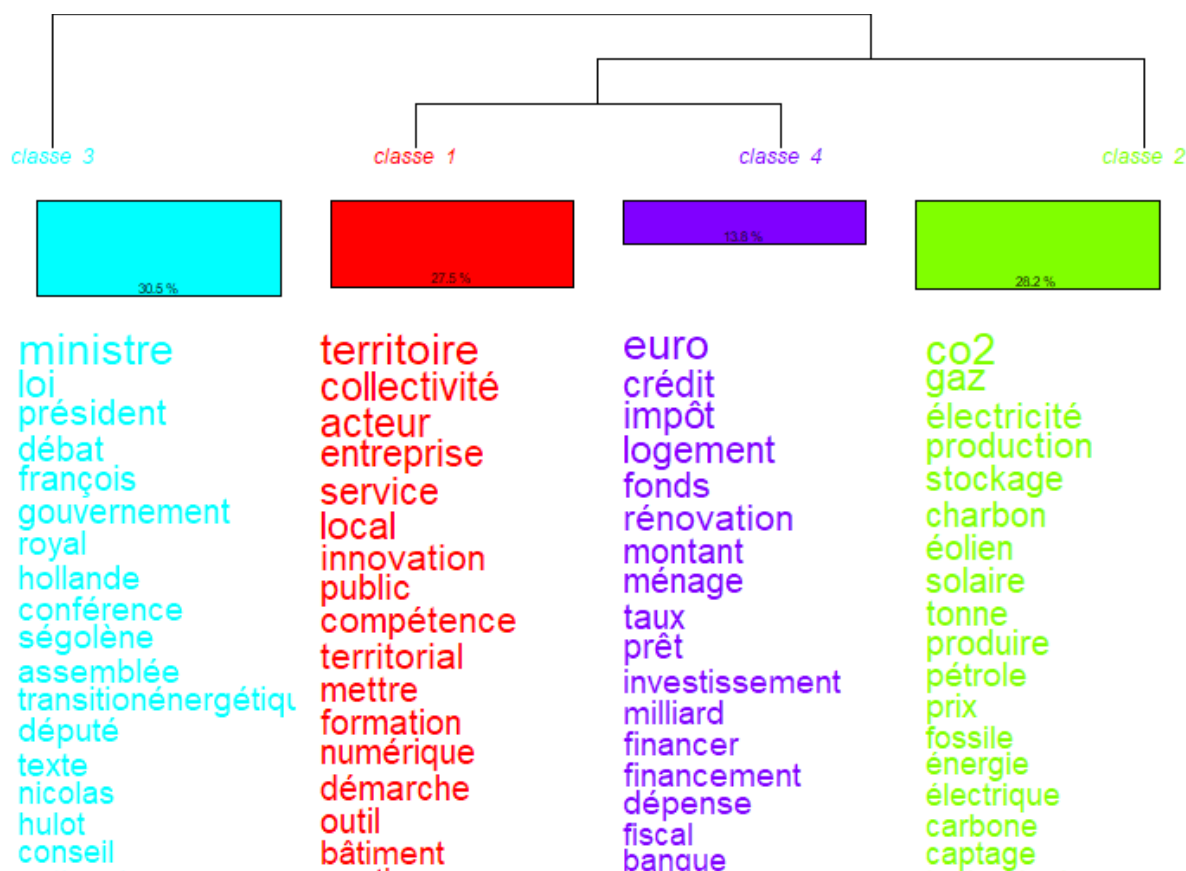 classe 3
classe 1
classe 4
classe 2
30.5 %
27.5 %
13.8 %
28.2 %
ministre
loi
président
débat
françois
gouvernement
royal
hollande
conférence
ségolène
assemblée
transitionénergétiqu
député
texte
nicolas
hulot
conseil
territoire
collectivité
acteur
entreprise
service
local
innovation
public
compétence
territorial
mettre
formation
numérique
démarche
outil
bâtiment
euro
crédit
impôt
logement
fonds
rénovation
montant
ménage
taux
prêt
investissement
milliard
financer
financement
dépense
fiscal
banque
co2
gaz
électricité
production
stockage
charbon
éolien
solaire
tonne
produire
pétrole
prix
fossile
énergie
électrique
carbone
captage